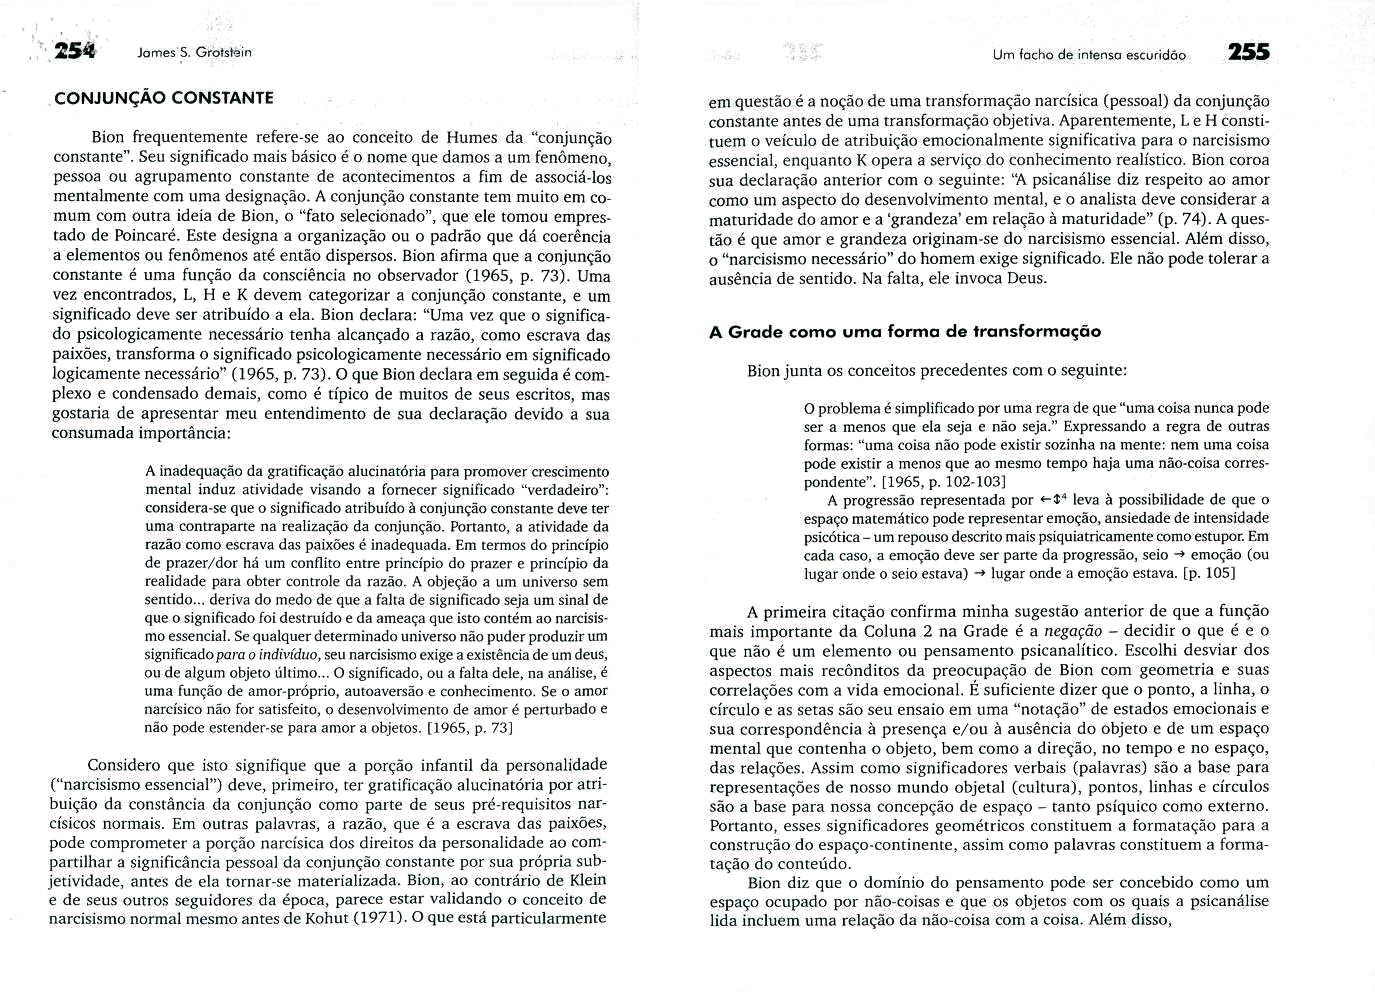 254 James S. Grotstein
CONJUNÇÃO CONSTANTE
Bion frequentemente refere-se ao conceito de Humes da “conjunção
constante”. Seu significado mais básico é o nome que damos a um fenômeno,
pessoa ou agrupamento constante de acontecimentos a fim de associá-los
mentalmente com uma designação. A conjunção constante tem muito em co-
mum com outra ideia de Bion, o “fato selecionado”, que ele tomou empres-
tado de Poincaré. Este designa a organização ou o padrão que dá coerência
a elementos ou fenômenos até então dispersos. Bion afirma que a conjunção
constante é uma função da consciência no observador (1965, p. 73). Uma
vez encontrados, L, H e K devem categorizar a conjunção constante, e um
significado deve ser atribuído a ela. Bion declara: “Uma vez que o significa-
do psicologicamente necessário tenha alcançado a razão, como escrava das
paixões, transforma o significado psicologicamente necessário em significado
logicamente necessário” (1965, p. 73). O que Bion declara em seguida é com-
plexo e condensado demais, como é típico de muitos de seus escritos, mas
gostaria de apresentar meu entendimento de sua declaração devido a sua
consumada importância:
A inadequação da gratificação alucinatória para promover crescimento
mental induz atividade visando a fornecer significado “verdadeiro”:
considera-se que o significado atribuído à conjunção constante deve ter
uma contraparte na realização da conjunção. Portanto, a atividade da
razão como escrava das paixões é inadequada. Em termos do princípio
de prazer/dor há um conflito entre princípio do prazer e princípio da
realidade para obter controle da razão. A objeção a um universo sem
sentido... deriva do medo de que a falta de significado seja um sinal de
que o significado foi destruído e da ameaça que isto contém ao narcisis-
mo essencial. Se qualquer determinado universo não puder produzir um
significado para o indivíduo, seu narcisismo exige a existência de um deus,
ou de algum objeto último... O significado, ou a falta dele, na análise, é
uma função de amor-próprio, autoaversão e conhecimento. Se o amor
narcísico não for satisfeito, o desenvolvimento de amor é perturbado e
não pode estender-se para amor a objetos. [1965, p. 73]
Considero que isto signifique que a porção infantil da personalidade
(“narcisismo essencial”) deve, primeiro, ter gratificação alucinatória por atri-
buição da constância da conjunção como parte de seus pré-requisitos nar-
císicos normais. Em outras palavras, a razão, que é a escrava das paixões,
pode comprometer a porção narcísica dos direitos da personalidade ao com-
partilhar a significância pessoal da conjunção constante por sua própria sub-
jetividade, antes de ela tornar-se materializada. Bion, ao contrário de Klein
e de seus outros seguidores da época, parece estar validando o conceito de
narcisismo normal mesmo antes de Kohut (1971). O que está particularmente
Um facho de intensa escuridão 255
em questão é a noção de uma transformação narcísica (pessoal) da conjunção
constante antes de uma transformação objetiva. Aparentemente, L e H consti-
tuem o veículo de atribuição emocionalmente significativa para o narcisismo
essencial, enquanto K opera a serviço do conhecimento realístico. Bion coroa
sua declaração anterior com o seguinte: “A psicanálise diz respeito ao amor
como um aspecto do desenvolvimento mental, e o analista deve considerar a
maturidade do amor e a ‘grandeza’ em relação à maturidade” (p. 74). A ques-
tão é que amor e grandeza originam-se do narcisismo essencial. Além disso,
o “narcisismo necessário” do homem exige significado. Ele não pode tolerar a
ausência de sentido. Na falta, ele invoca Deus.
A Grade como uma forma de transformação
Bion junta os conceitos precedentes com o seguinte:
O problema é simplificado por uma regra de que “uma coisa nunca pode
ser a menos que ela seja e não seja.” Expressando a regra de outras
formas: “uma coisa não pode existir sozinha na mente: nem uma coisa
pode existir a menos que ao mesmo tempo haja uma não-coisa corres-
pondente”. [1965, p. 102-103]
A progressão representada por ←↕⁴ leva à possibilidade de que o
espaço matemático pode representar emoção, ansiedade de intensidade
psicótica – um repouso descrito mais psiquiatricamente como estupor. Em
cada caso, a emoção deve ser parte da progressão, seio → emoção (ou
lugar onde o seio estava) → lugar onde a emoção estava. [p. 105]
A primeira citação confirma minha sugestão anterior de que a função
mais importante da Coluna 2 na Grade é a negação – decidir o que é e o
que não é um elemento ou pensamento psicanalítico. Escolhi desviar dos
aspectos mais recônditos da preocupação de Bion com geometria e suas
correlações com a vida emocional. É suficiente dizer que o ponto, a linha, o
círculo e as setas são seu ensaio em uma “notação” de estados emocionais e
sua correspondência à presença e/ou à ausência do objeto e de um espaço
mental que contenha o objeto, bem como a direção, no tempo e no espaço,
das relações. Assim como significadores verbais (palavras) são a base para
representações de nosso mundo objetal (cultura), pontos, linhas e círculos
são a base para nossa concepção de espaço – tanto psíquico como externo.
Portanto, esses significadores geométricos constituem a formatação para a
construção do espaço-continente, assim como palavras constituem a forma-
tação do conteúdo.
Bion diz que o domínio do pensamento pode ser concebido como um
espaço ocupado por não-coisas e que os objetos com os quais a psicanálise
lida incluem uma relação da não-coisa com a coisa. Além disso,